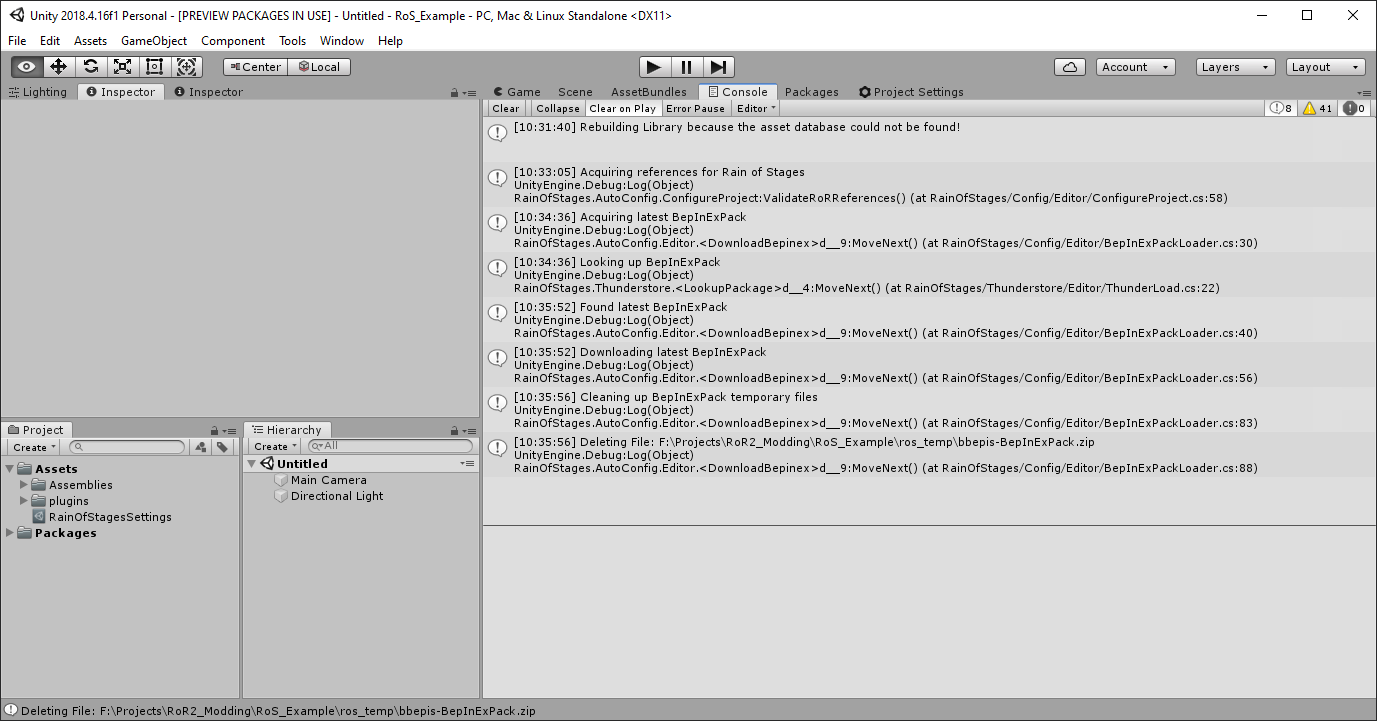 Unity 2018.4.16f1 Personal - [PREVIEW PACKAGES IN USE] - Untitled - RoS_Example - PC, Mac & Linux Standalone <DX11>
File Edit Assets GameObject Component Tools Window Help
Center Local Account Layers Layout
Lighting Inspector Inspector
Game Scene AssetBundles Console Packages Project Settings
Clear Collapse Clear on Play Error Pause Editor 8 41 0
[10:31:40] Rebuilding Library because the asset database could not be found!
[10:33:05] Acquiring references for Rain of Stages
UnityEngine.Debug:Log(Object)
RainOfStages.AutoConfig.ConfigureProject:ValidateRoRReferences() (at RainOfStages/Config/Editor/ConfigureProject.cs:58)
[10:34:36] Acquiring latest BepInExPack
UnityEngine.Debug:Log(Object)
RainOfStages.AutoConfig.Editor.<DownloadBepinex>d__9:MoveNext() (at RainOfStages/Config/Editor/BepInExPackLoader.cs:30)
[10:34:36] Looking up BepInExPack
UnityEngine.Debug:Log(Object)
RainOfStages.Thunderstore.<LookupPackage>d__4:MoveNext() (at RainOfStages/Thunderstore/Editor/ThunderLoad.cs:22)
[10:35:52] Found latest BepInExPack
UnityEngine.Debug:Log(Object)
RainOfStages.AutoConfig.Editor.<DownloadBepinex>d__9:MoveNext() (at RainOfStages/Config/Editor/BepInExPackLoader.cs:40)
[10:35:52] Downloading latest BepInExPack
UnityEngine.Debug:Log(Object)
RainOfStages.AutoConfig.Editor.<DownloadBepinex>d__9:MoveNext() (at RainOfStages/Config/Editor/BepInExPackLoader.cs:56)
[10:35:56] Cleaning up BepInExPack temporary files
UnityEngine.Debug:Log(Object)
RainOfStages.AutoConfig.Editor.<DownloadBepinex>d__9:MoveNext() (at RainOfStages/Config/Editor/BepInExPackLoader.cs:83)
[10:35:56] Deleting File: F:\Projects\RoR2_Modding\RoS_Example\ros_temp\bbepis-BepInExPack.zip
UnityEngine.Debug:Log(Object)
RainOfStages.AutoConfig.Editor.<DownloadBepinex>d__9:MoveNext() (at RainOfStages/Config/Editor/BepInExPackLoader.cs:88)
Project
Create
Assets
Assemblies
plugins
RainOfStagesSettings
Packages
Hierarchy
Create All
Untitled
Main Camera
Directional Light
Deleting File: F:\Projects\RoR2_Modding\RoS_Example\ros_temp\bbepis-BepInExPack.zip